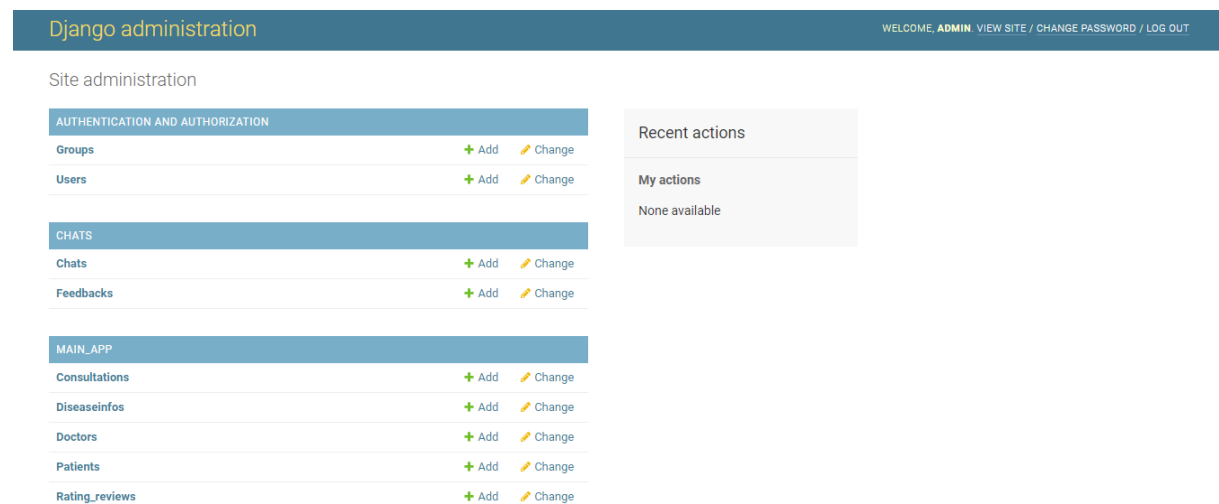 Django administration
WELCOME, ADMIN. VIEW SITE / CHANGE PASSWORD / LOG OUT
Site administration
AUTHENTICATION AND AUTHORIZATION
Groups Add Change
Users Add Change
CHATS
Chats Add Change
Feedbacks Add Change
MAIN_APP
Consultations Add Change
Diseaseinfos Add Change
Doctors Add Change
Patients Add Change
Rating_reviews Add Change
Recent actions
My actions
None available